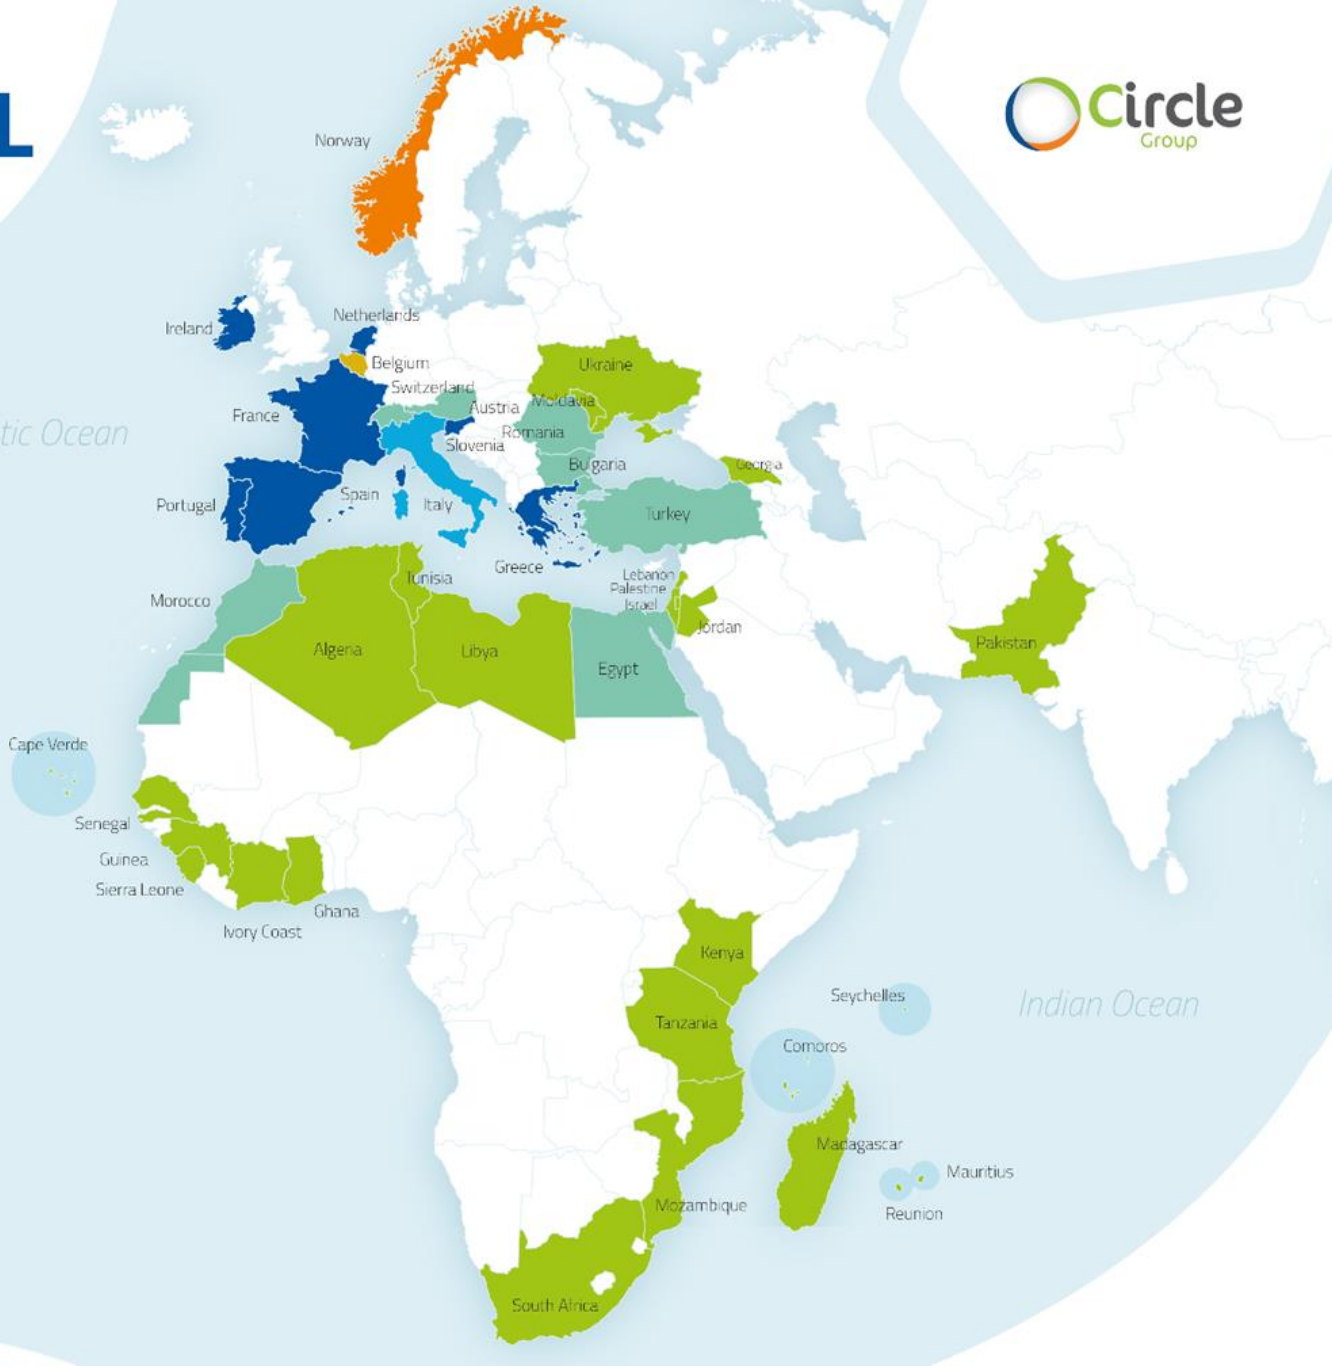 L
Circle
Group
Norway
Ireland
Netherlands
Belgium
Switzerland
Austria
France
Slovenia
Ukraine
Moldavia
Romania
Bulgaria
Georgia
tic Ocean
Portugal
Spain
Italy
Greece
Turkey
Morocco
Tunisia
Lebanon
Palestine
Israel
Jordan
Algeria
Libya
Egypt
Pakistan
Cape Verde
Senegal
Guinea
Sierra Leone
Ivory Coast
Ghana
Kenya
Tanzania
Seychelles
Indian Ocean
Comoros
Madagascar
Mauritius
Reunion
Mozambique
South Africa